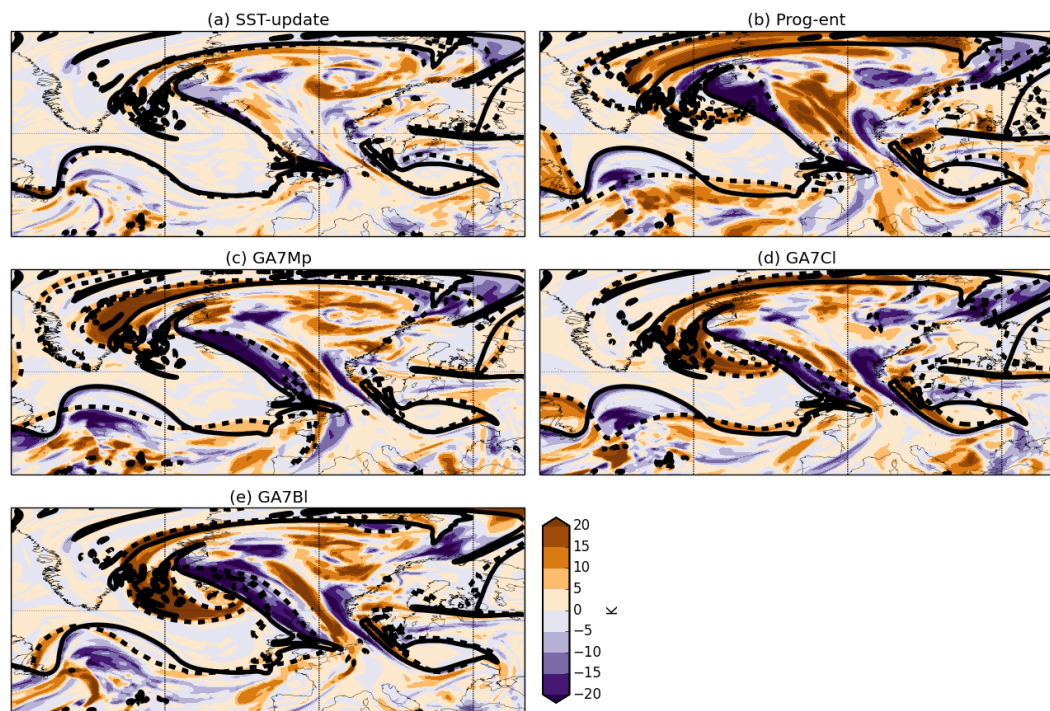 (a) SST-update
(b) Prog-ent
(c) GA7Mp
(d) GA7Cl
(e) GA7Bl
20
15
10
5
0
−5
−10
−15
−20
K